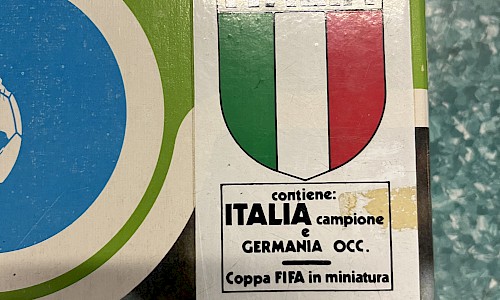 contiene:
ITALIA campione
e
GERMANIA OCC.
Coppa FIFA in miniatura